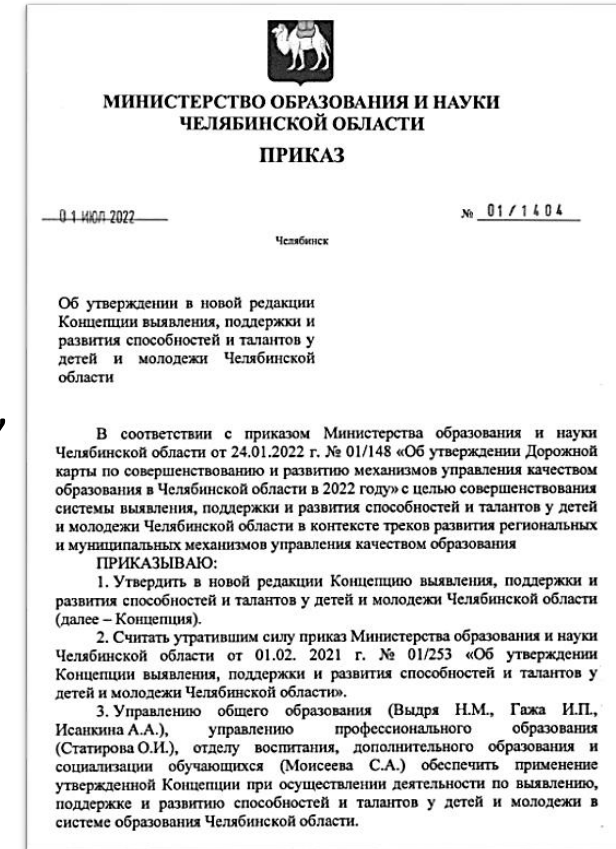 МИНИСТЕРСТВО ОБРАЗОВАНИЯ И НАУКИ
ЧЕЛЯБИНСКОЙ ОБЛАСТИ
ПРИКАЗ
01 ИЮЛ 2022
№ 01/1404
Челябинск
Об утверждении в новой редакции
Концепции выявления, поддержки и
развития способностей и талантов у
детей и молодежи Челябинской
области
,
В соответствии с приказом Министерства образования и науки
Челябинской области от 24.01.2022 г. № 01/148 «Об утверждении Дорожной
карты по совершенствованию и развитию механизмов управления качеством
образования в Челябинской области в 2022 году» с целью совершенствования
системы выявления, поддержки и развития способностей и талантов у детей
и молодежи Челябинской области в контексте треков развития региональных
и муниципальных механизмов управления качеством образования
ПРИКАЗЫВАЮ:
1. Утвердить в новой редакции Концепцию выявления, поддержки и
развития способностей и талантов у детей и молодежи Челябинской области
(далее – Концепция).
2. Считать утратившим силу приказ Министерства образования и науки
Челябинской области от 01.02. 2021 г. № 01/253 «Об утверждении
Концепции выявления, поддержки и развития способностей и талантов у
детей и молодежи Челябинской области».
3. Управлению общего образования (Выдря Н.М., Гажа И.П.,
Исанкина А.А.), управлению профессионального образования
(Статирова О.И.), отделу воспитания, дополнительного образования и
социализации обучающихся (Моисеева С.А.) обеспечить применение
утвержденной Концепции при осуществлении деятельности по выявлению,
поддержке и развитию способностей и талантов у детей и молодежи в
системе образования Челябинской области.